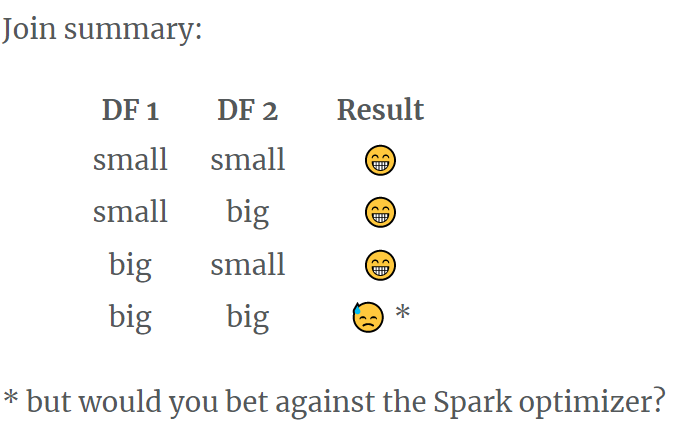 Join summary:
DF 1 DF 2 Result
small small 😁
small big 😁
big small 😁
big big 😓 *
* but would you bet against the Spark optimizer?